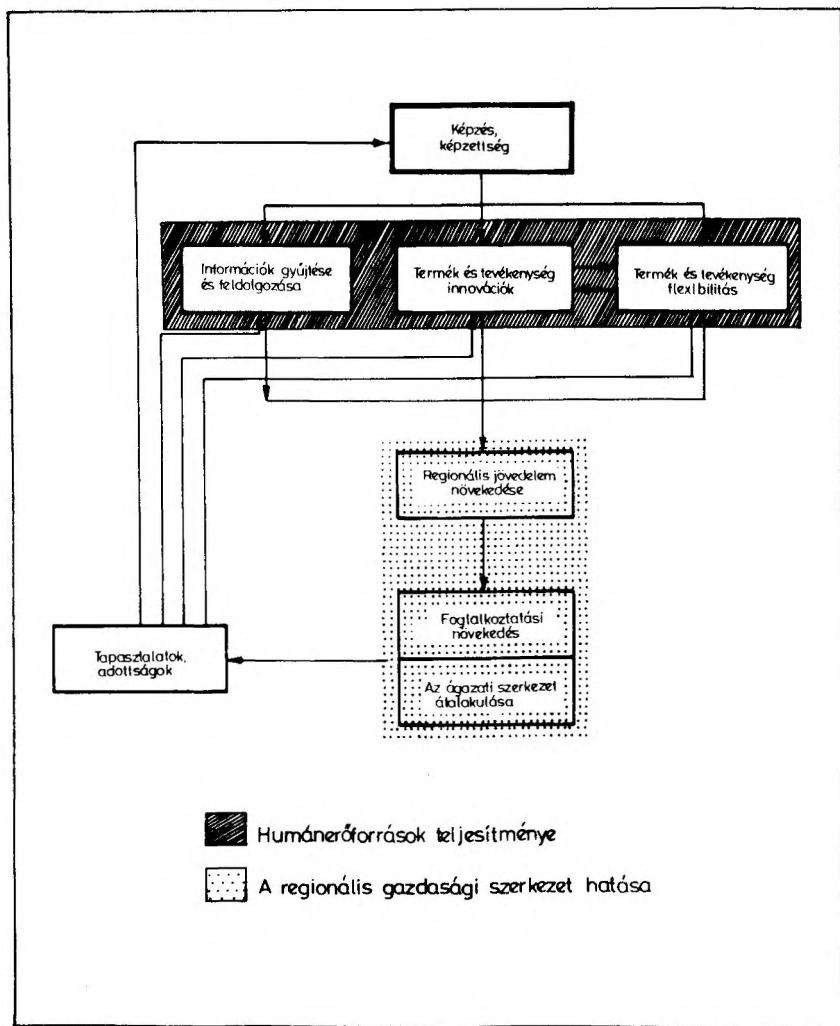 Képzés,
képzettség
Információk gyűjtése
és feldolgozása
Termék és tevékenység
innovációk
Termék és tevékenység
flexibilitás
Regionális jövedelem
növekedése
Foglalkoztatási
növekedés
Az ágazati szerkezet
átalakulása
Tapasztalatok,
adottságok
Humánerőforrások teljesítménye
A regionális gazdasági szerkezet hatása